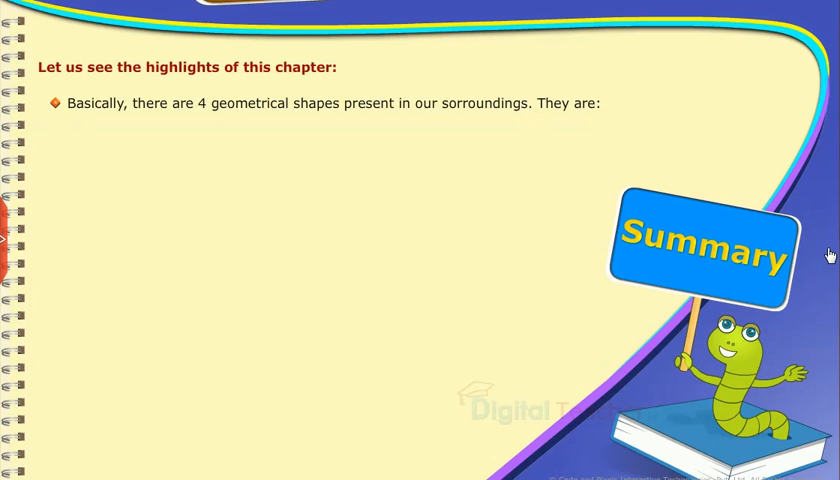 Let us see the highlights of this chapter:
Basically, there are 4 geometrical shapes present in our sorroundings. They are:
Summary
Digital